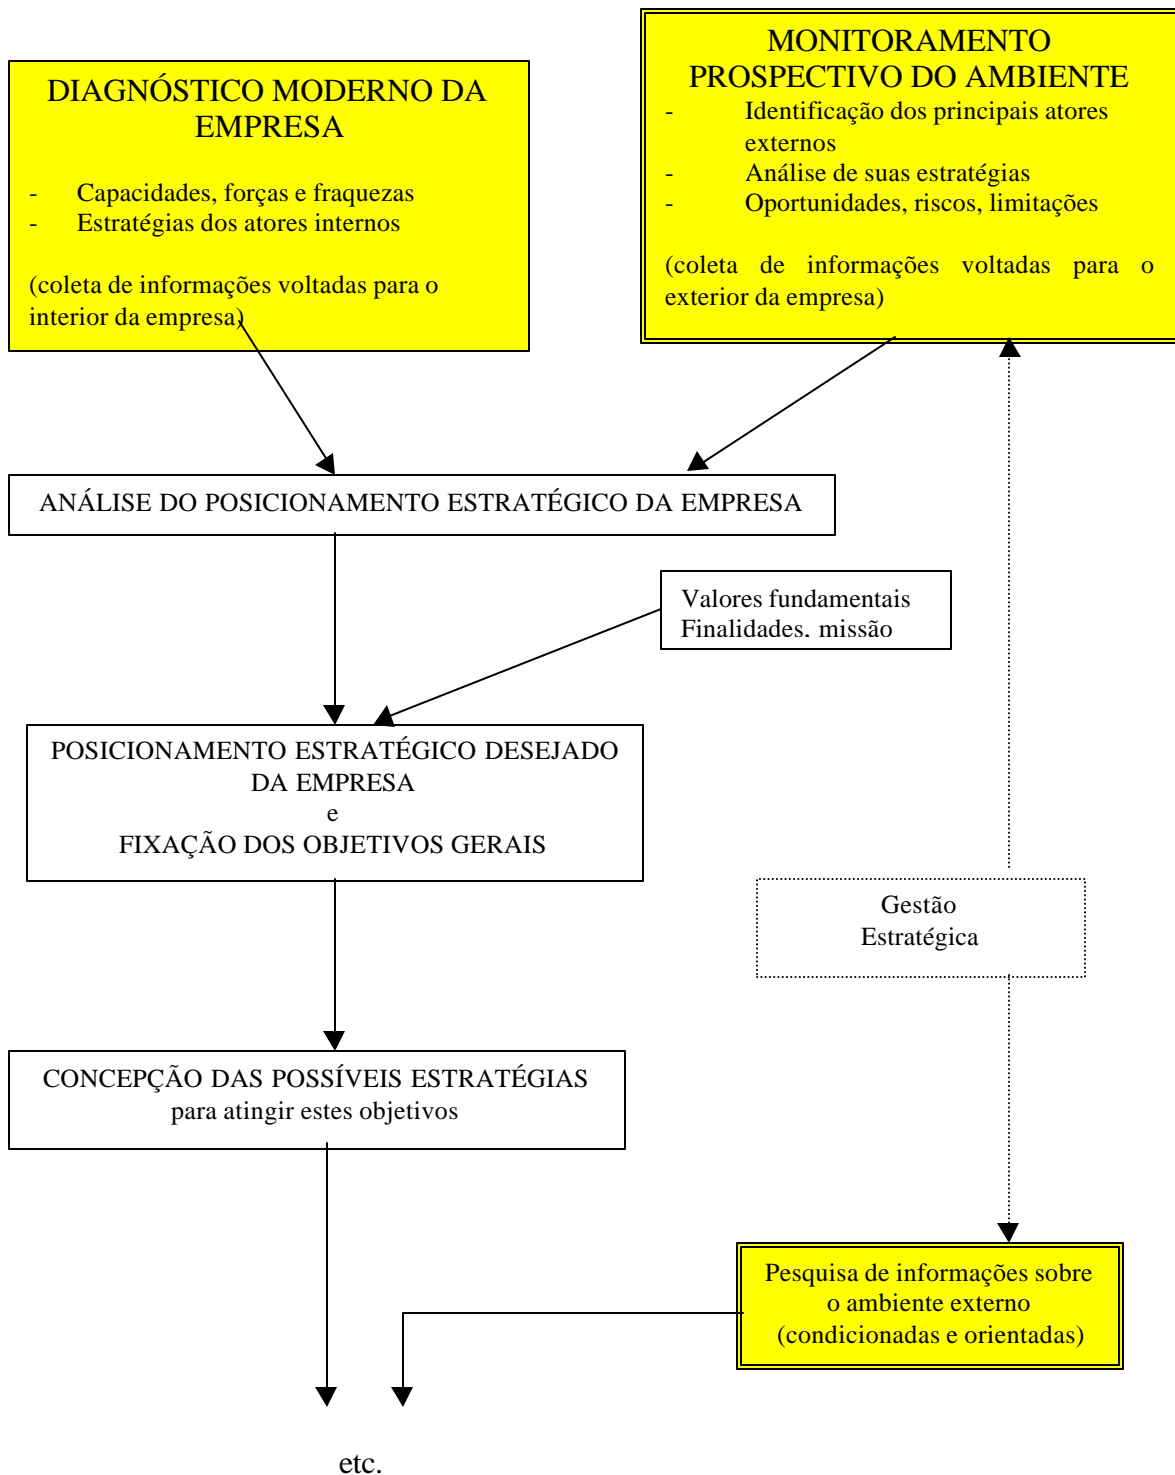 DIAGNÓSTICO MODERNO DA
EMPRESA
- Capacidades, forças e fraquezas
- Estratégias dos atores internos
(coleta de informações voltadas para o
interior da empresa)
MONITORAMENTO
PROSPECTIVO DO AMBIENTE
- Identificação dos principais atores
externos
- Análise de suas estratégias
- Oportunidades, riscos, limitações
(coleta de informações voltadas para o
exterior da empresa)
ANÁLISE DO POSICIONAMENTO ESTRATÉGICO DA EMPRESA
Valores fundamentais
Finalidades, missão
POSICIONAMENTO ESTRATÉGICO DESEJADO
DA EMPRESA
e
FIXAÇÃO DOS OBJETIVOS GERAIS
Gestão
Estratégica
CONCEPÇÃO DAS POSSÍVEIS ESTRATÉGIAS
para atingir estes objetivos
Pesquisa de informações sobre
o ambiente externo
(condicionadas e orientadas)
etc.